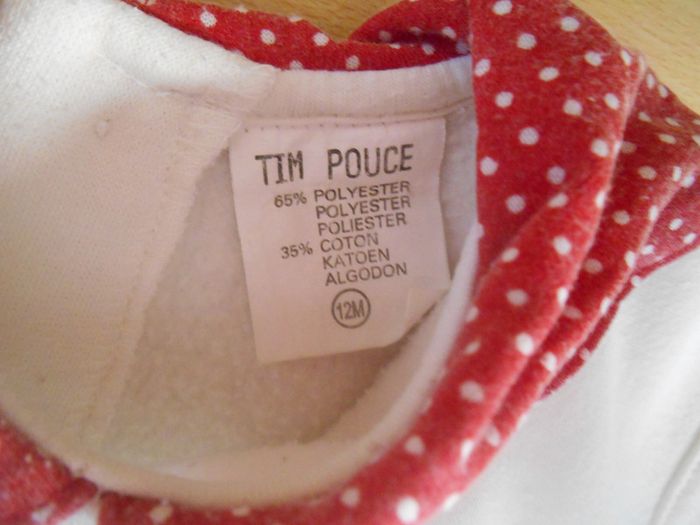 TIM POUCE
65% POLYESTER
POLYESTER
POLIESTER
35% COTON
KATOEN
ALGODON
12M